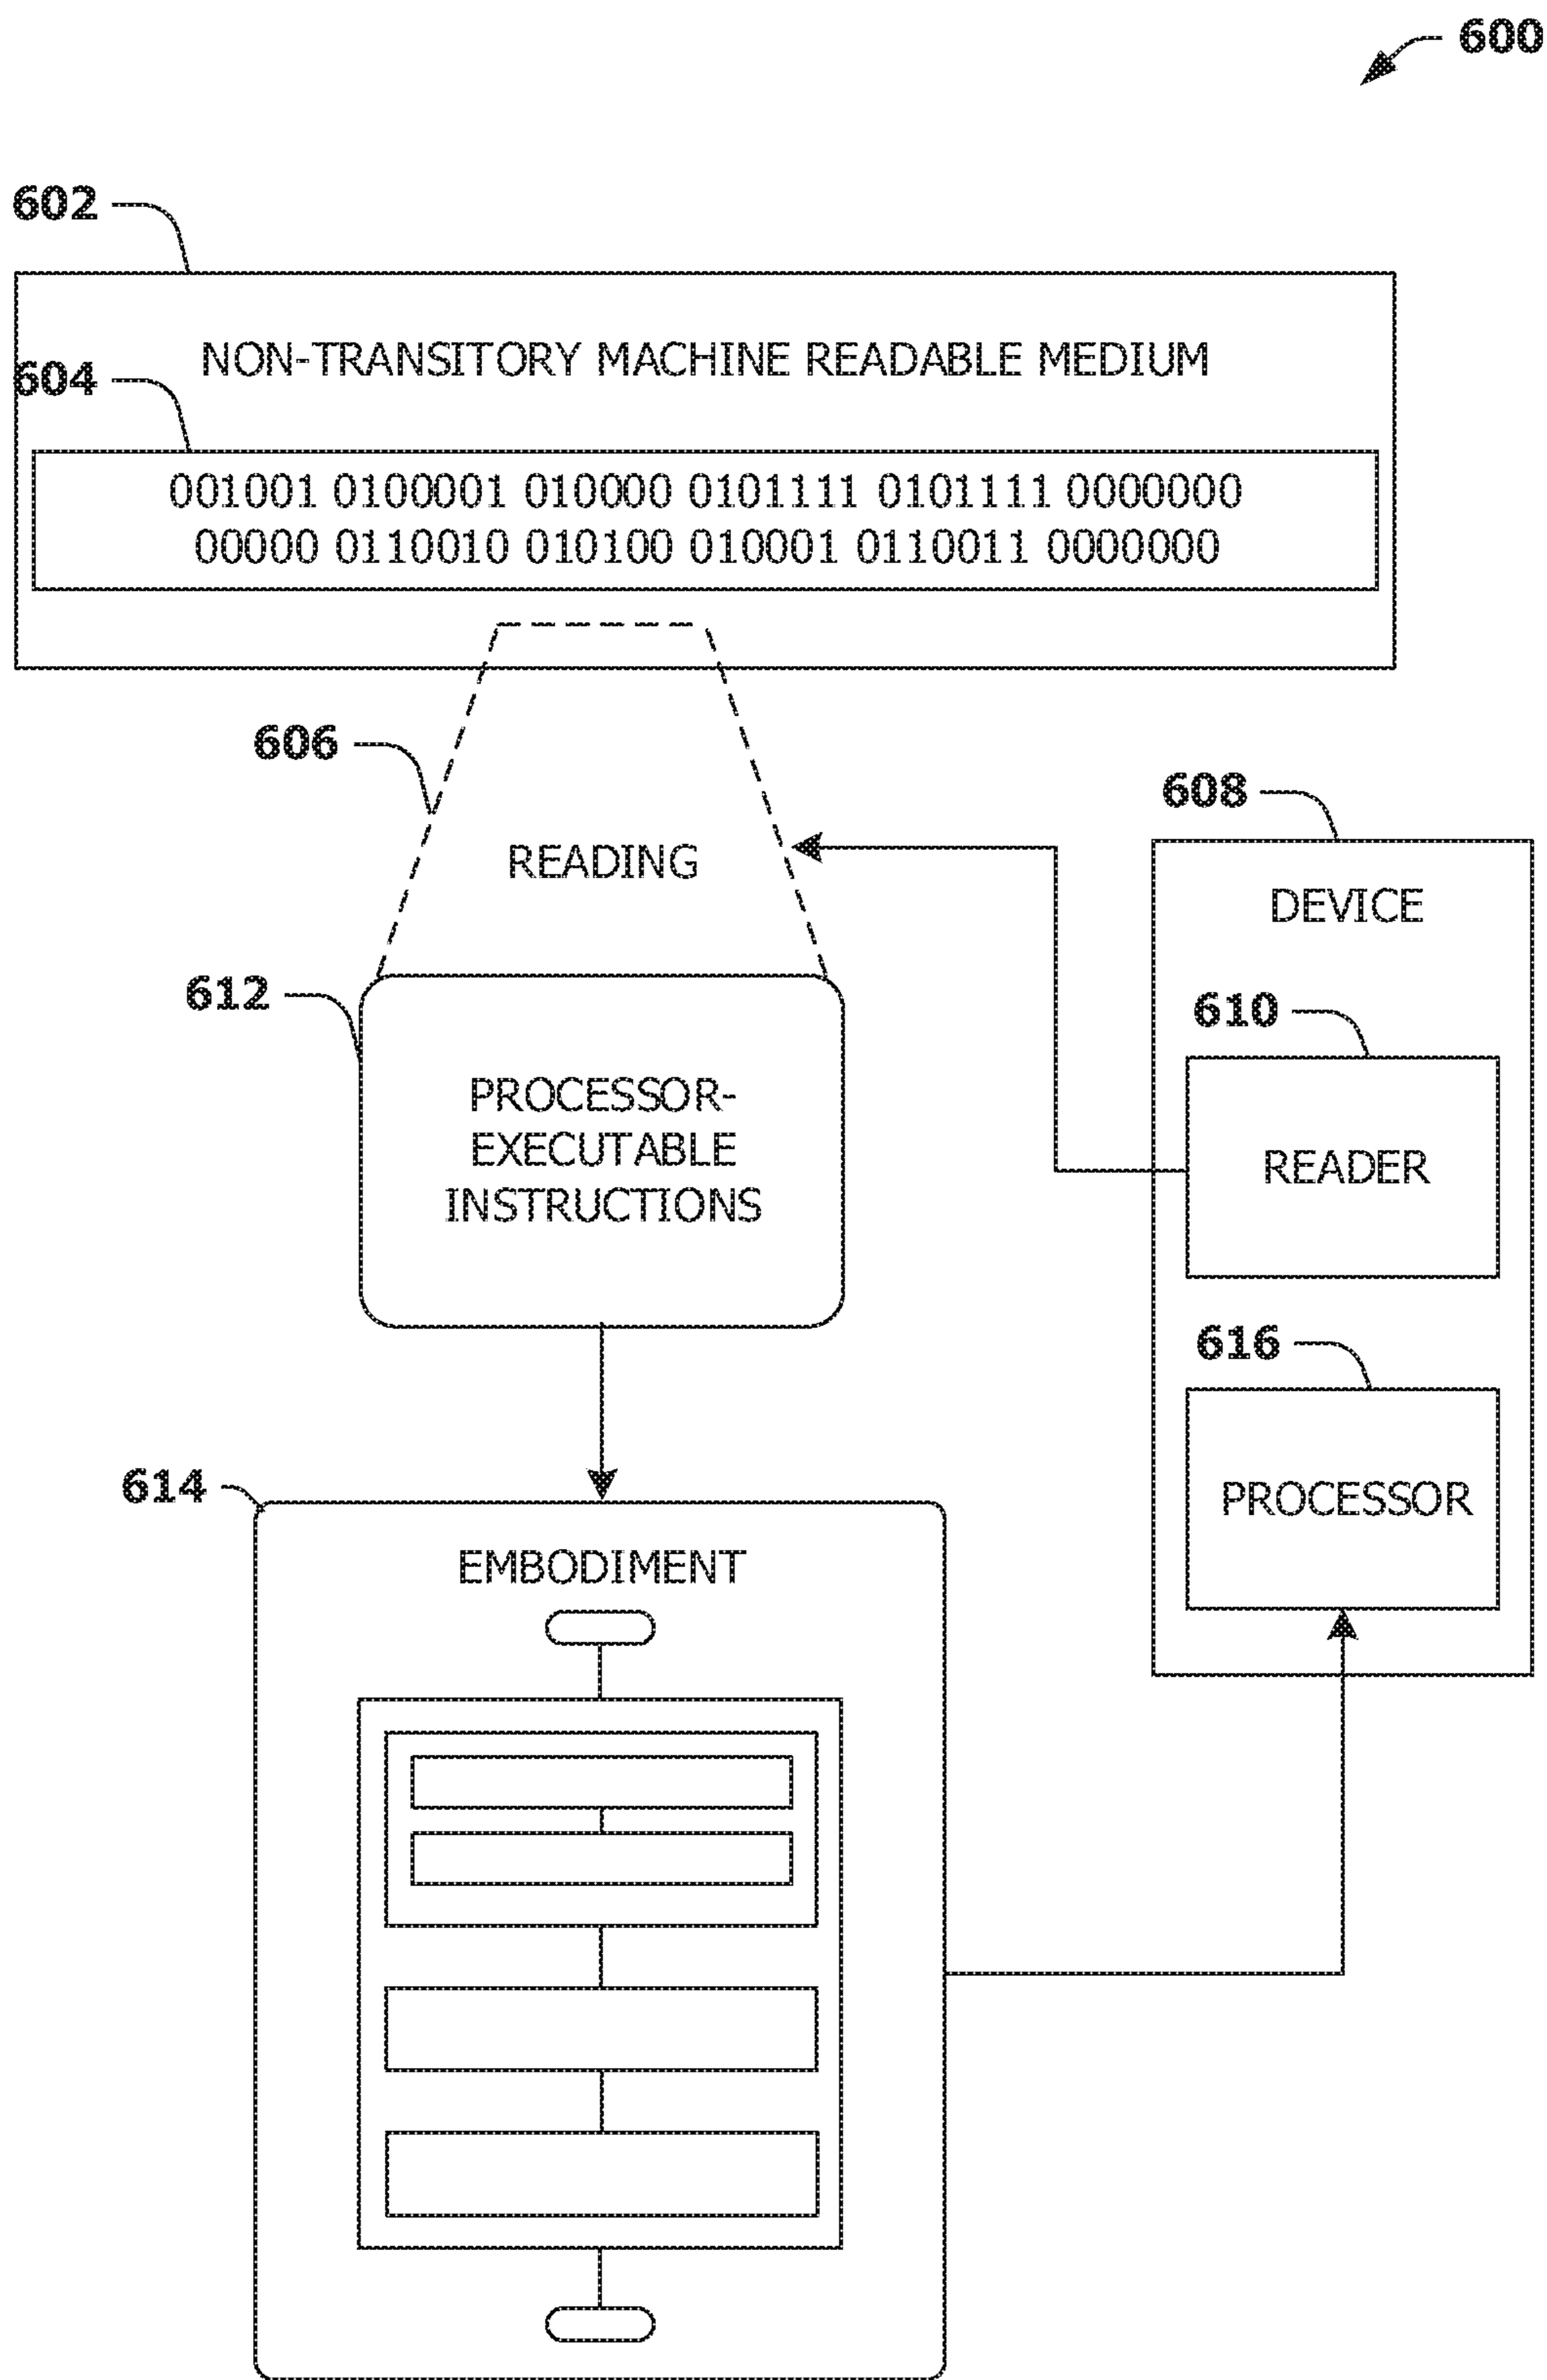 600
602
NON-TRANSITORY MACHINE READABLE MEDIUM
604
001001 0100001 010000 0101111 0101111 0000000
00000 0110010 010100 010001 0110011 0000000
606
READING
608
DEVICE
612
610
PROCESSOR-
EXECUTABLE
INSTRUCTIONS
READER
616
PROCESSOR
614
EMBODIMENT